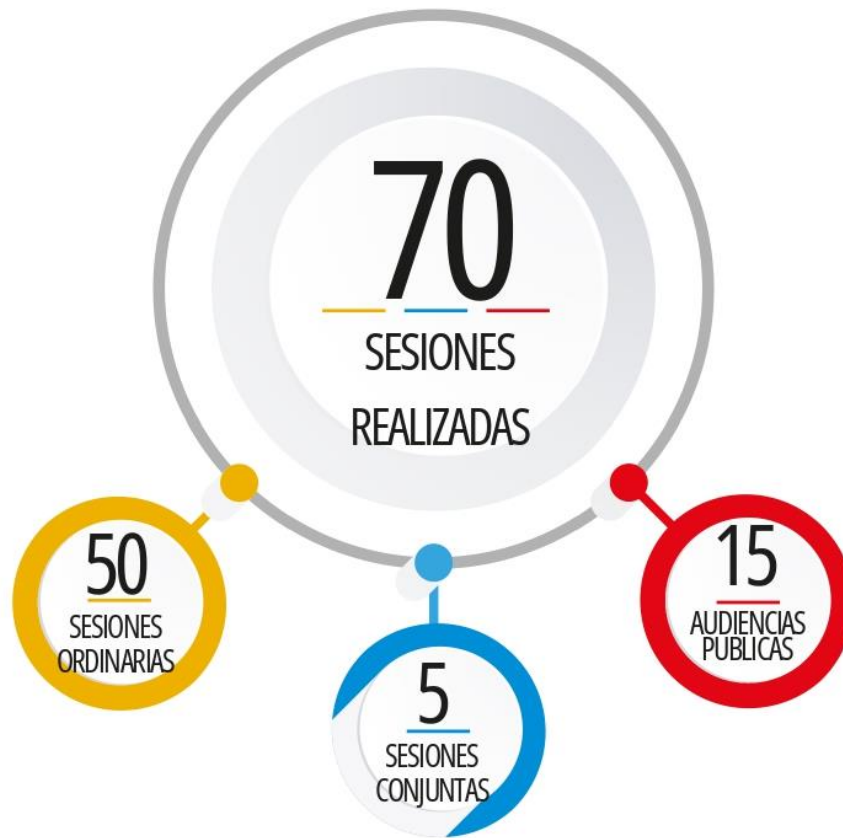 70
SESIONES
REALIZADAS
50
SESIONES
ORDINARIAS
5
SESIONES
CONJUNTAS
15
AUDIENCIAS
PUBLICAS